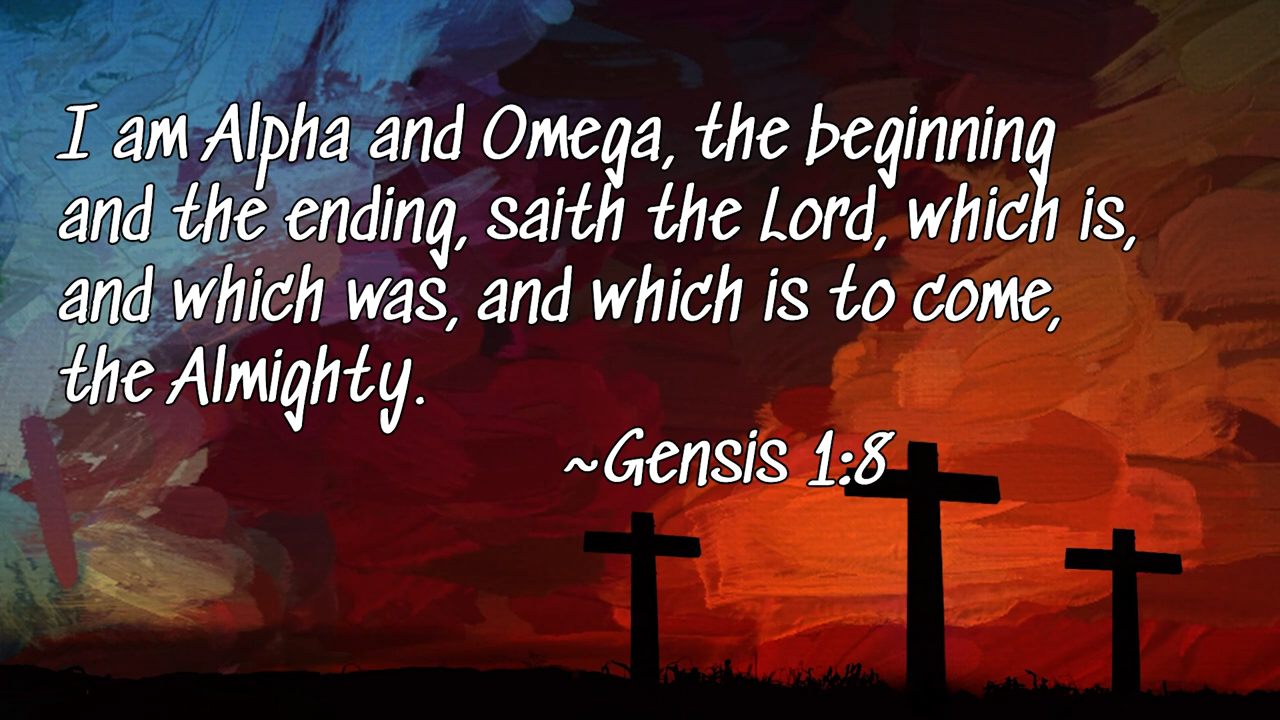 I am Alpha and Omega, the beginning
and the ending, saith the Lord, which is,
and which was, and which is to come,
the Almighty.
~Gensis 1:8